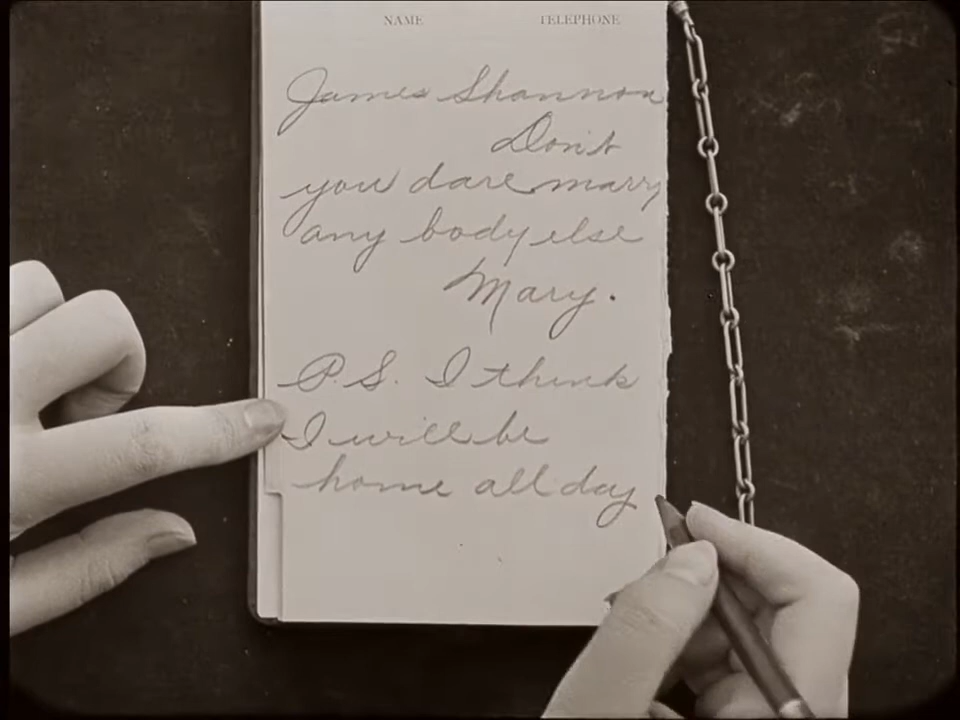 NAME TELEPHONE
James Shannon
Don't
you dare marry
any body else
Mary.
P.S. I think
I will be
home all day